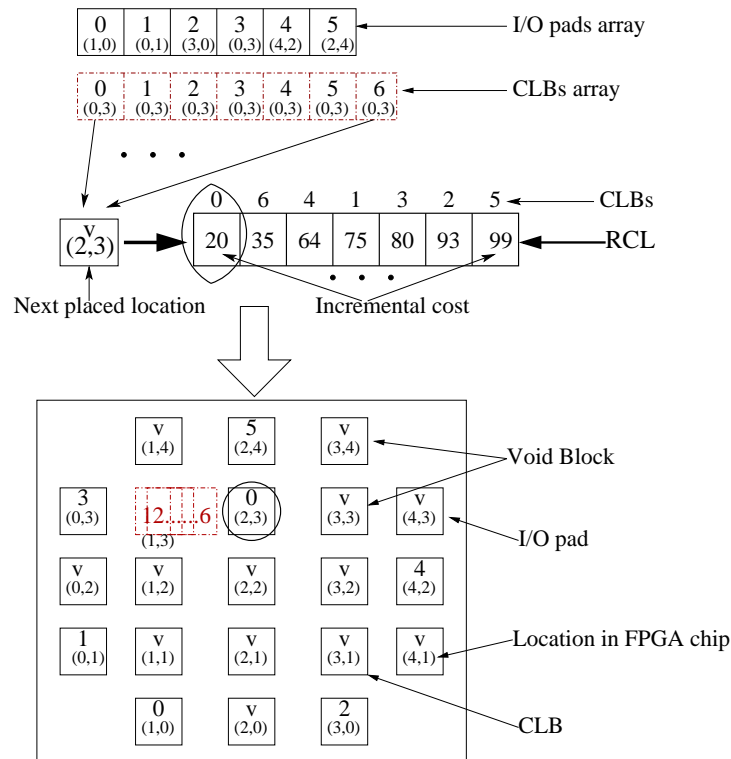 0 1 2 3 4 5
(1,0) (0,1) (3,0) (0,3) (4,2) (2,4)
I/O pads array
0 1 2 3 4 5 6
(0,3) (0,3) (0,3) (0,3) (0,3) (0,3) (0,3)
CLBs array
. . .
0 6 4 1 3 2 5
CLBs
v
(2,3)
20 35 64 75 80 93 99
RCL
. . .
Next placed location
Incremental cost
v 5 v
(1,4) (2,4) (3,4)
Void Block
3 12......6 0 v v
(0,3) (1,3) (2,3) (3,3) (4,3)
I/O pad
v v v v 4
(0,2) (1,2) (2,2) (3,2) (4,2)
1 v v v v
(0,1) (1,1) (2,1) (3,1) (4,1)
Location in FPGA chip
0 v 2
(1,0) (2,0) (3,0)
CLB